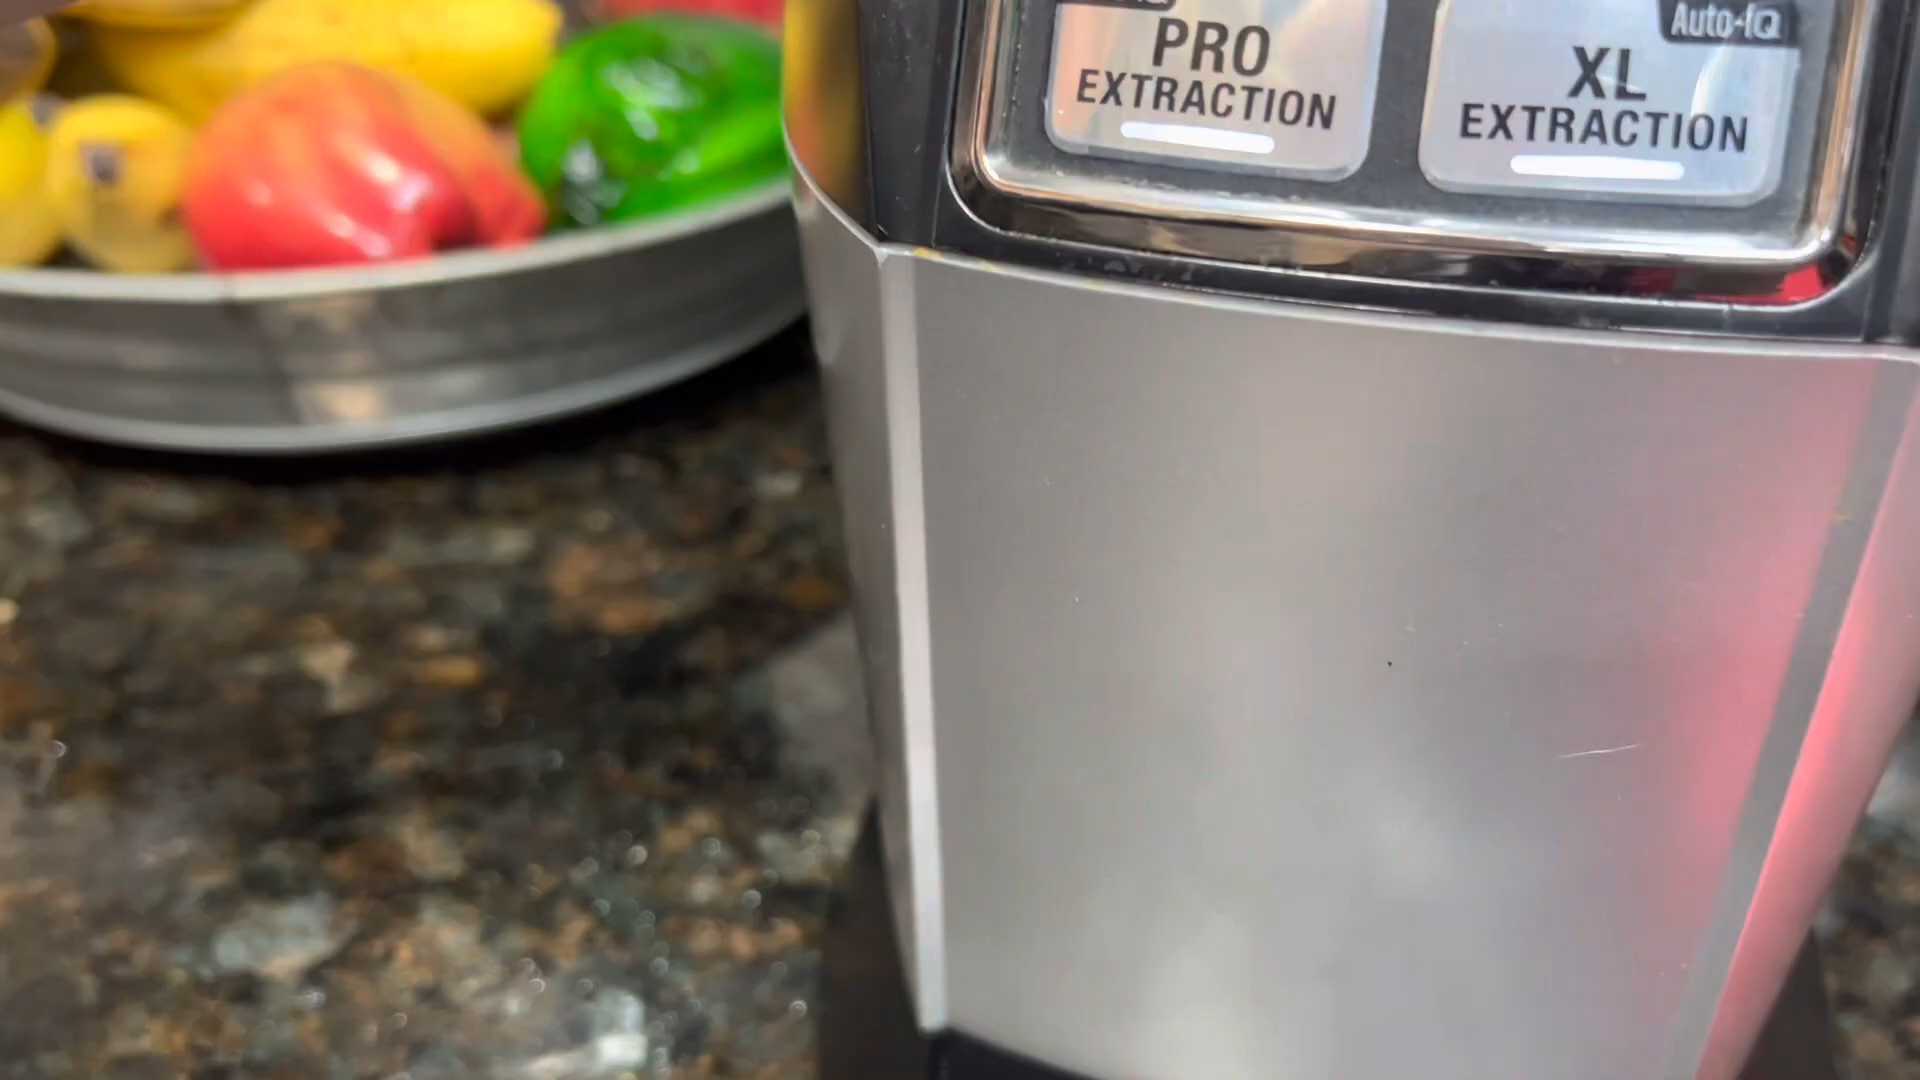 PRO
EXTRACTION
Auto-iQ
XL
EXTRACTION